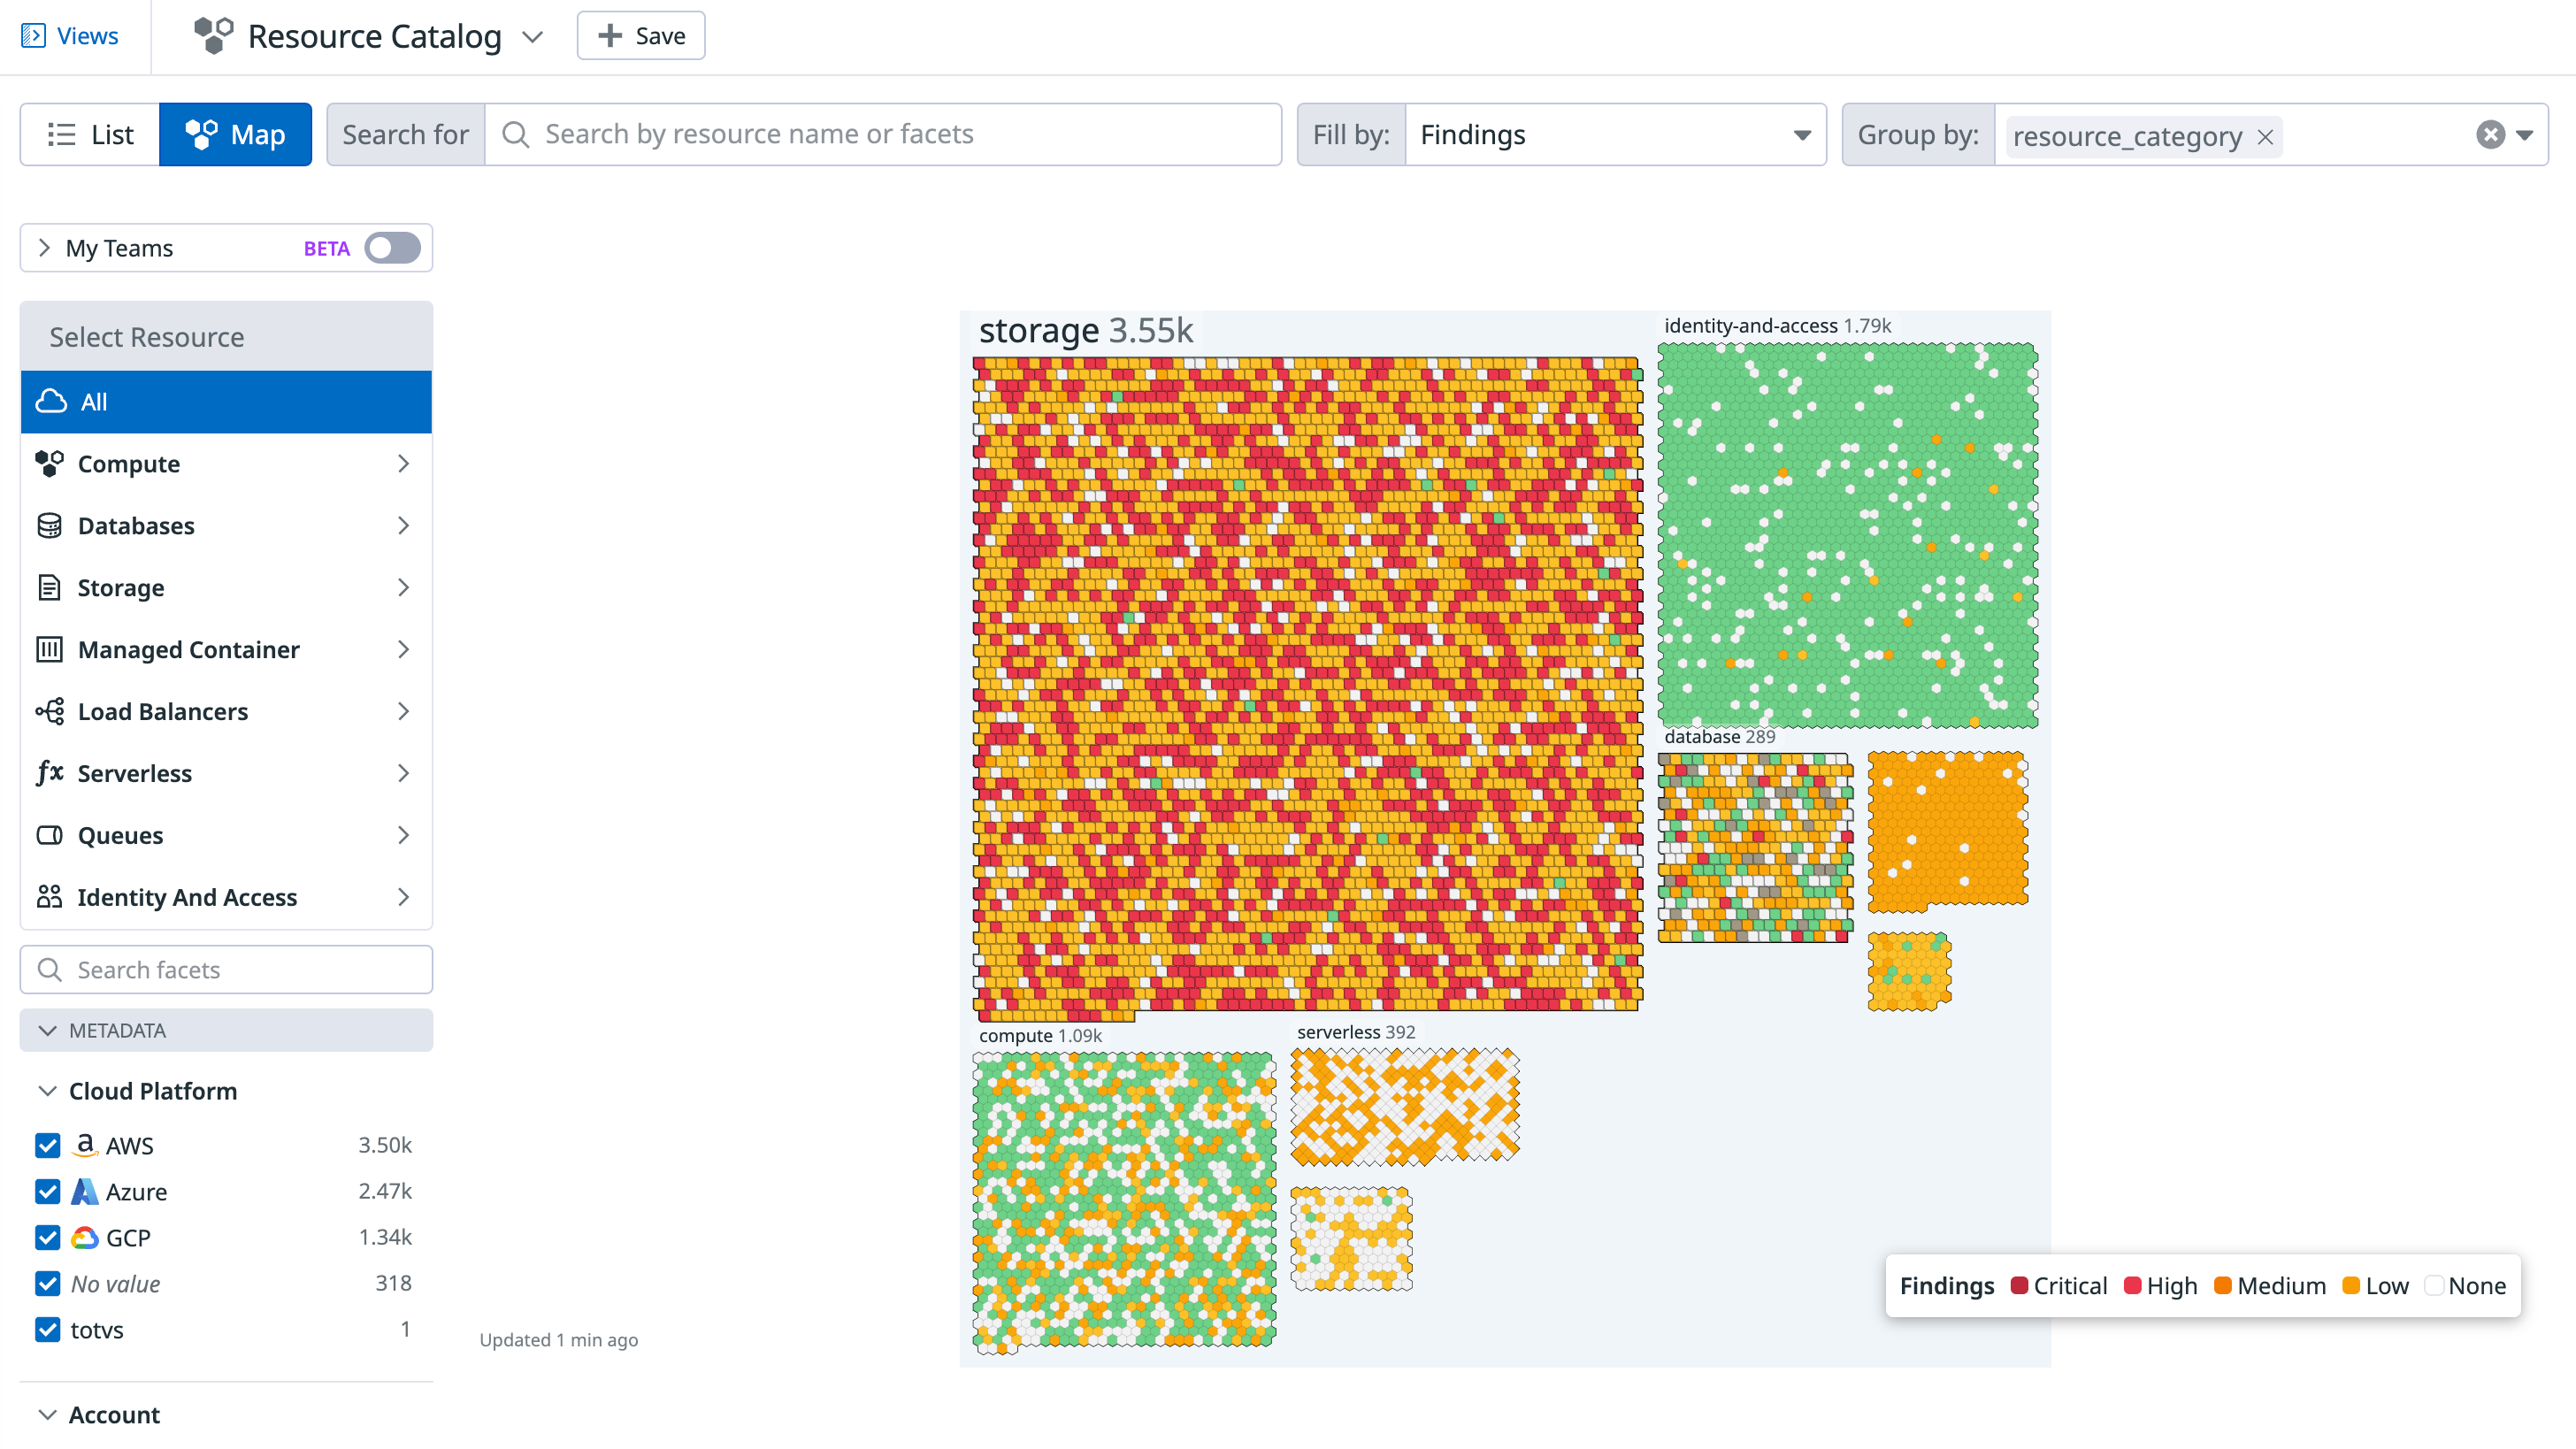 Views
Resource Catalog
Save
List
Map
Search for
Search by resource name or facets
Fill by:
Findings
Group by:
resource_category
My Teams
BETA
Select Resource
All
Compute
Databases
Storage
Managed Container
Load Balancers
Serverless
Queues
Identity And Access
Search facets
METADATA
Cloud Platform
AWS 3.50k
Azure 2.47k
GCP 1.34k
No value 318
totvs 1
Account
storage 3.55k
identity-and-access 1.79k
database 289
compute 1.09k
serverless 392
Updated 1 min ago
Findings Critical High Medium Low None